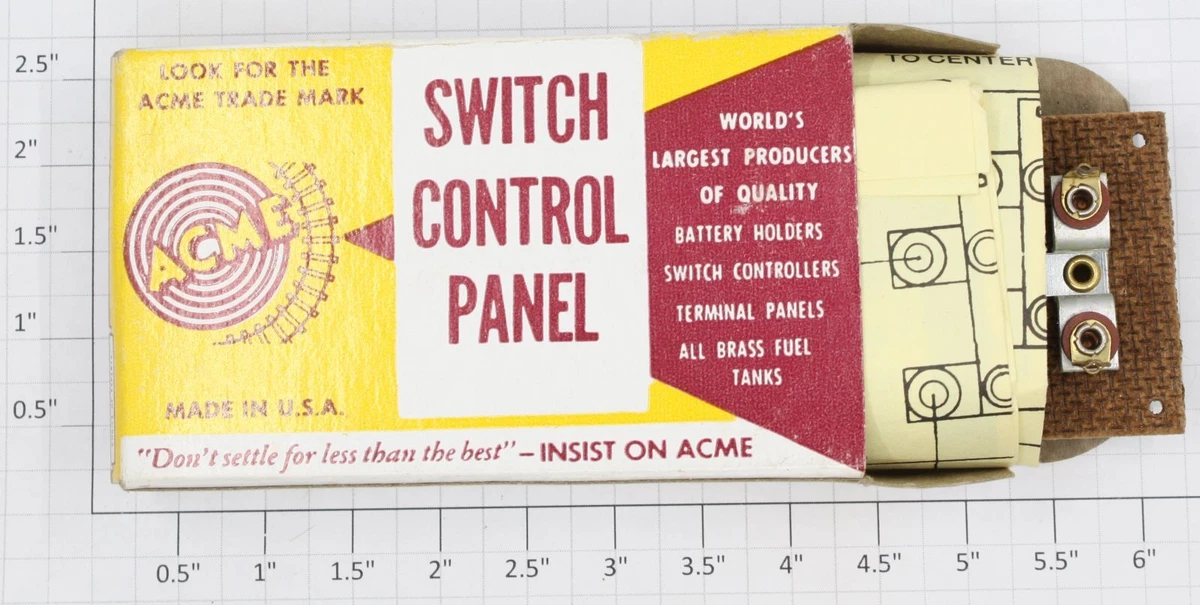 LOOK FOR THE
ACME TRADE MARK
ACME
MADE IN U.S.A.
SWITCH
CONTROL
PANEL
WORLD'S
LARGEST PRODUCERS
OF QUALITY
BATTERY HOLDERS
SWITCH CONTROLLERS
TERMINAL PANELS
ALL BRASS FUEL
TANKS
"Don't settle for less than the best" – INSIST ON ACME
TO CENTER
2.5"
2"
1.5"
1"
0.5"
0.5" 1" 1.5" 2" 2.5" 3" 3.5" 4" 4.5" 5" 5.5" 6"